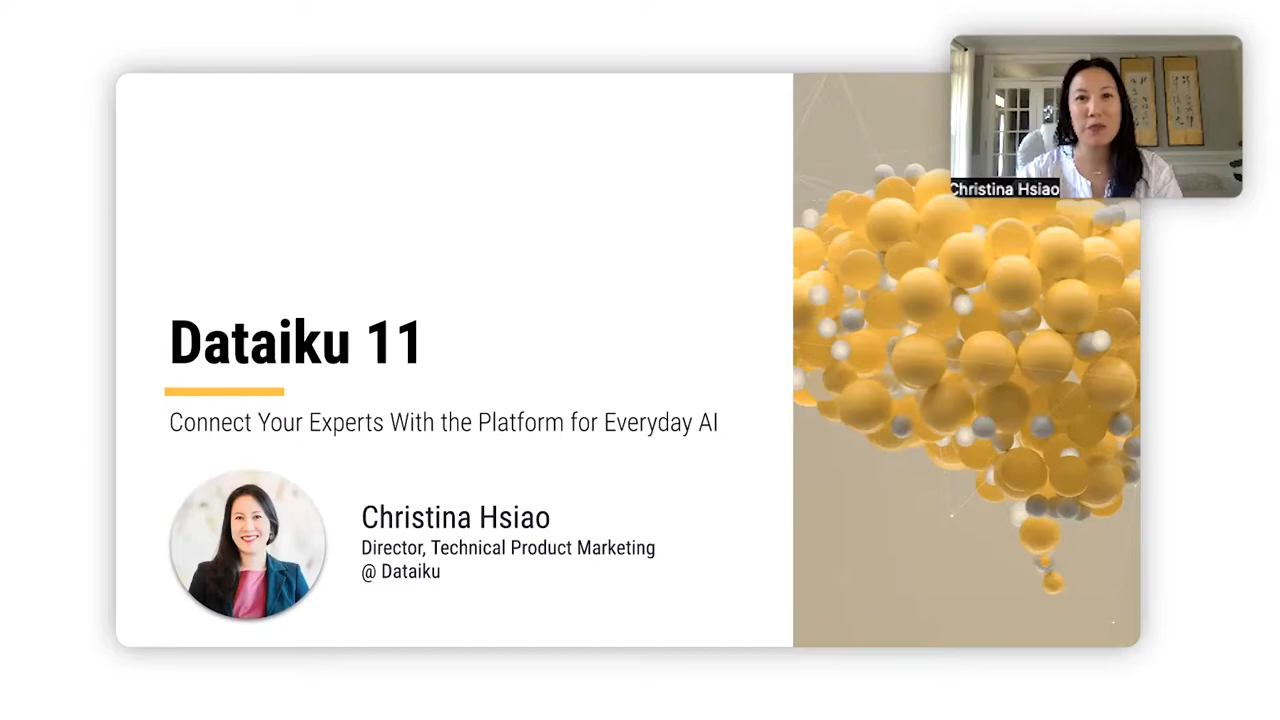 Dataiku 11
Connect Your Experts With the Platform for Everyday AI
Christina Hsiao
Director, Technical Product Marketing
@ Dataiku
Christina Hsiao